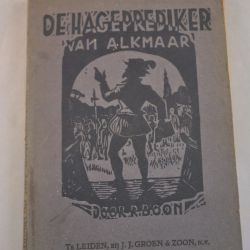 DE HAGEPREDIKER
VAN ALKMAAR
DOOR R. BOON
Te LEIDEN, bij J. J. GROEN & ZOON, N.V.